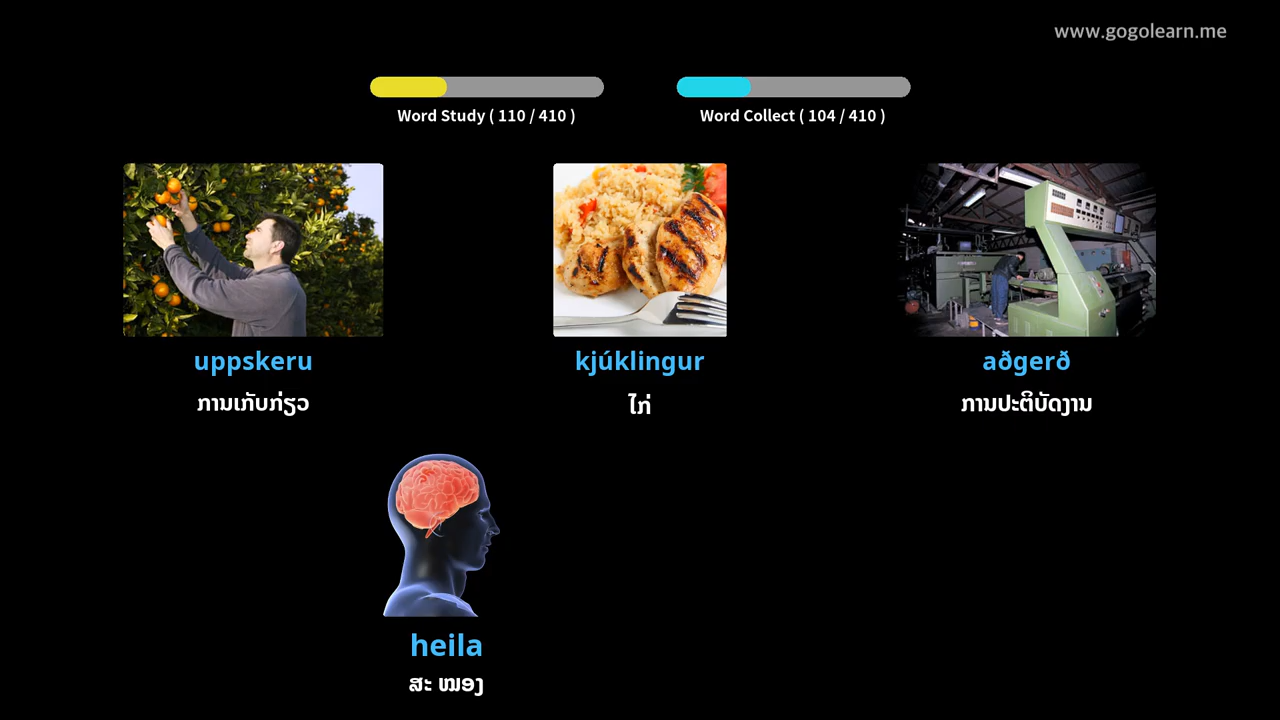 www.gogolearn.me
Word Study ( 110 / 410 )
Word Collect ( 104 / 410 )
uppskeru
ການເກັບກ່ຽວ
kjúklingur
ໄກ່
aðgerð
ການປະຕິບັດງານ
heila
ສະ ໝອງ